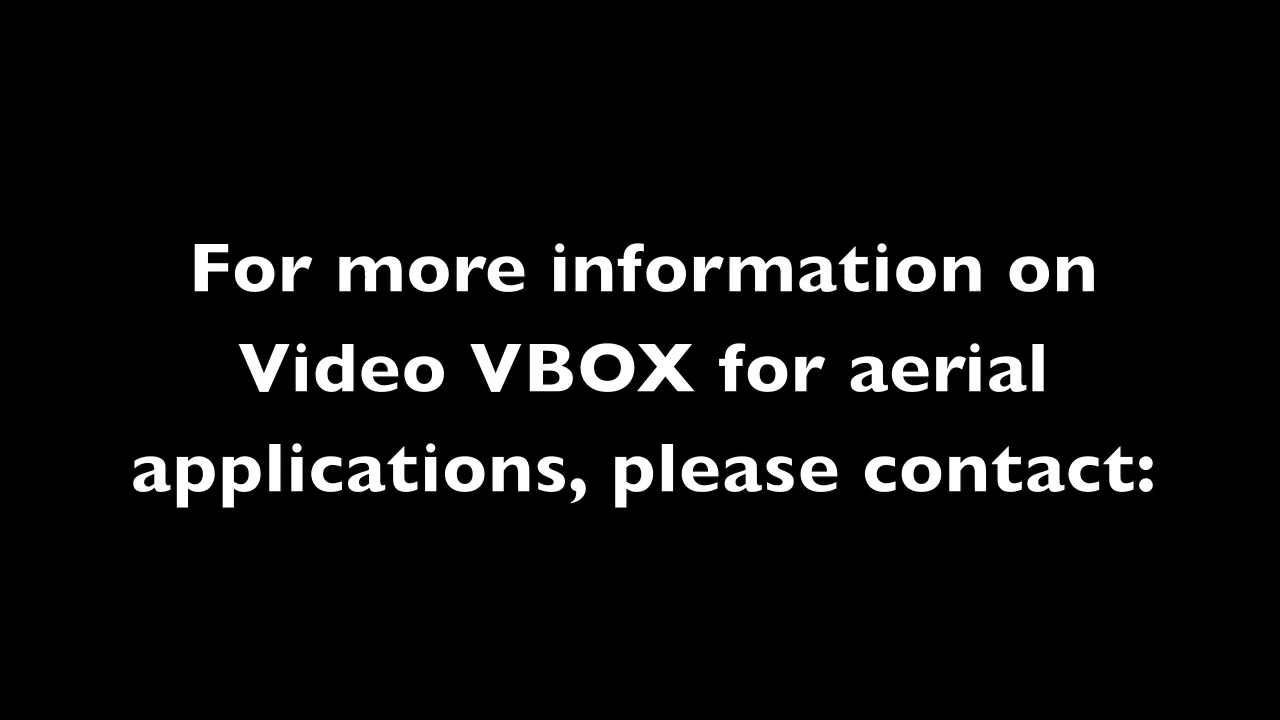 For more information on
Video VBOX for aerial
applications, please contact: